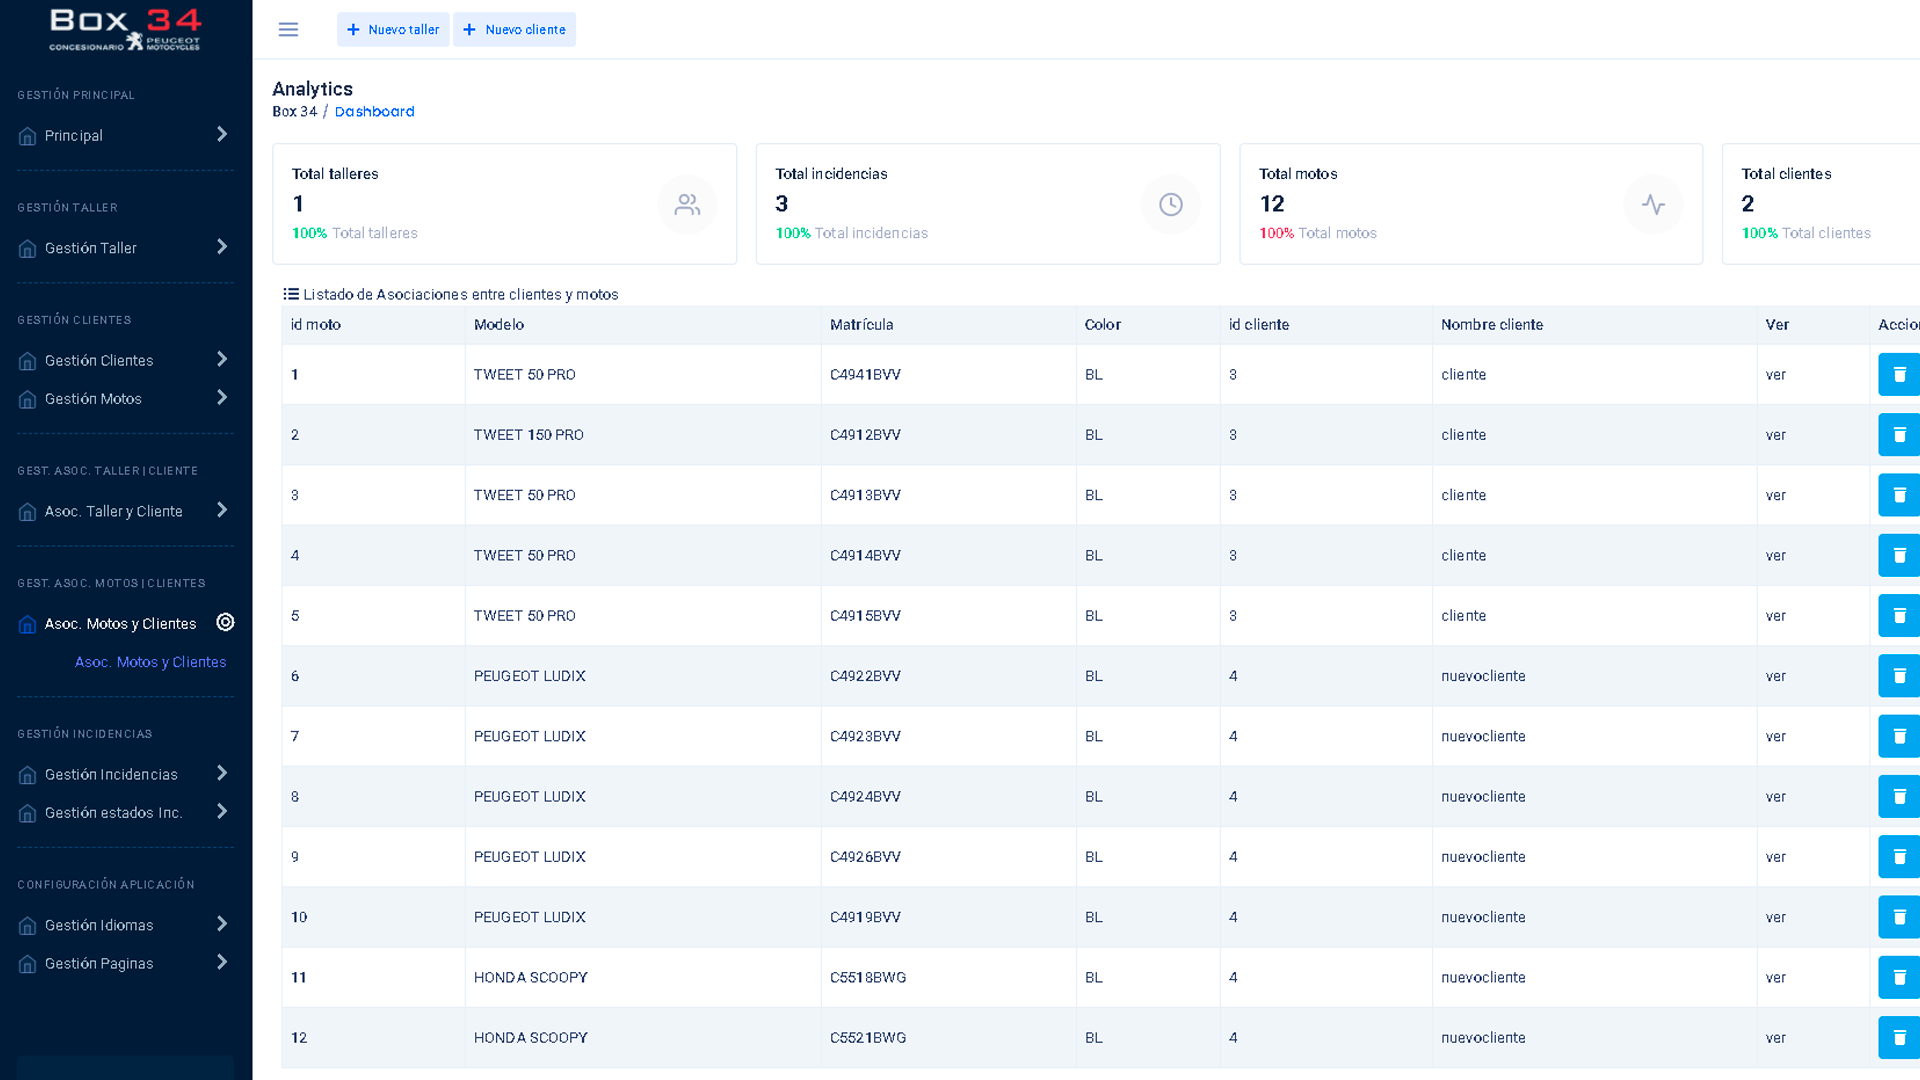 Box 34
CONCESIONARIO PEUGEOT MOTOCYCLES
GESTIÓN PRINCIPAL
Principal
GESTIÓN TALLER
Gestión Taller
GESTIÓN CLIENTES
Gestión Clientes
Gestión Motos
GEST. ASOC. TALLER | CLIENTE
Asoc. Taller y Cliente
GEST. ASOC. MOTOS | CLIENTES
Asoc. Motos y Clientes
Asoc. Motos y Clientes
GESTIÓN INCIDENCIAS
Gestión Incidencias
Gestión estados Inc.
CONFIGURACIÓN APLICACIÓN
Gestión Idiomas
Gestión Paginas
Nuevo taller Nuevo cliente
Analytics
Box 34 / Dashboard
Total talleres
1
100% Total talleres
Total incidencias
3
100% Total incidencias
Total motos
12
100% Total motos
Total clientes
2
100% Total clientes
Listado de Asociaciones entre clientes y motos
id moto Modelo Matrícula Color id cliente Nombre cliente Ver Accion
1 TWEET 50 PRO C4941BVV BL 3 cliente ver
2 TWEET 150 PRO C4912BVV BL 3 cliente ver
3 TWEET 50 PRO C4913BVV BL 3 cliente ver
4 TWEET 50 PRO C4914BVV BL 3 cliente ver
5 TWEET 50 PRO C4915BVV BL 3 cliente ver
6 PEUGEOT LUDIX C4922BVV BL 4 nuevocliente ver
7 PEUGEOT LUDIX C4923BVV BL 4 nuevocliente ver
8 PEUGEOT LUDIX C4924BVV BL 4 nuevocliente ver
9 PEUGEOT LUDIX C4926BVV BL 4 nuevocliente ver
10 PEUGEOT LUDIX C4919BVV BL 4 nuevocliente ver
11 HONDA SCOOPY C5518BWG BL 4 nuevocliente ver
12 HONDA SCOOPY C5521BWG BL 4 nuevocliente ver